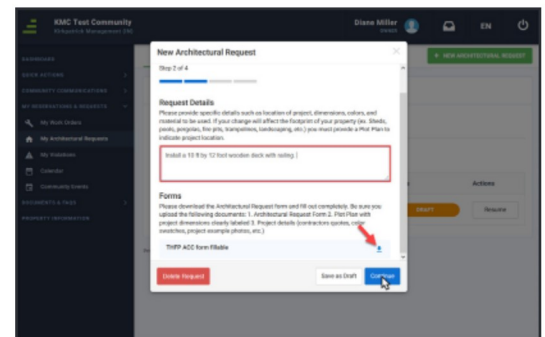 KMC Test Community
Diane Miller
OWNER
EN
DASHBOARD
QUICK ACTIONS
COMMUNITY COMMUNICATIONS
MY RESERVATIONS & REQUESTS
My Work Orders
My Architectural Requests
My Violations
Calendar
Community Events
DOCUMENTS & TAGS
PROPERTY INFORMATION
+ NEW ARCHITECTURAL REQUEST
New Architectural Request
Step 2 of 4
Request Details
Please provide specific details such as location of project, dimensions, colors, and
material to be used. If your change will affect the footprint of your property (ex. Sheds,
pools, pergolas, fire pits, trampolines, landscaping, etc.) you must provide a Plot Plan to
indicate project location.
Install a 10 ft by 12 foot wooden deck with railing.
Forms
Please download the Architectural Request form and fill out completely. Be sure you
upload the following documents: 1. Architectural Request Form 2. Plot Plan with
project dimensions clearly labeled 3. Project details (contractors quotes, color
swatches, project example photos, etc.)
THFP ACC form fillable
Delete Request
Save as Draft
Continue
Actions
DRAFT
Resume